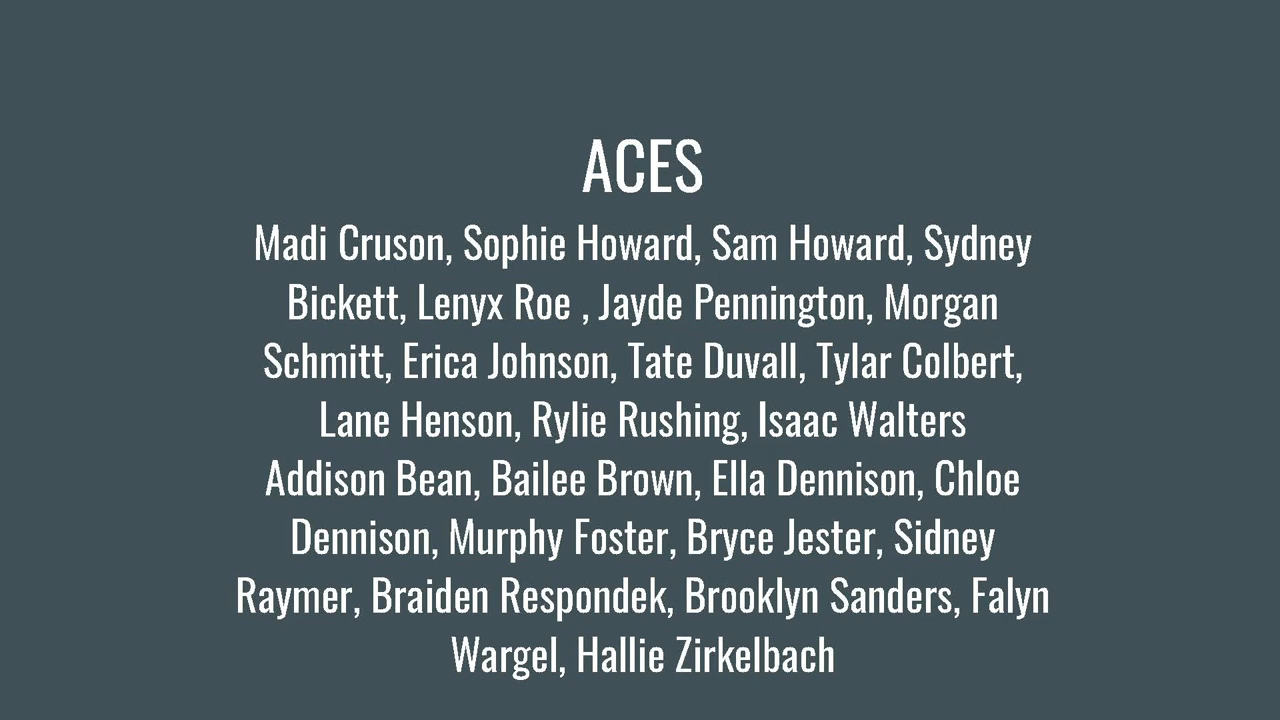 ACES
Madi Cruson, Sophie Howard, Sam Howard, Sydney
Bickett, Lenyx Roe , Jayde Pennington, Morgan
Schmitt, Erica Johnson, Tate Duvall, Tylar Colbert,
Lane Henson, Rylie Rushing, Isaac Walters
Addison Bean, Bailee Brown, Ella Dennison, Chloe
Dennison, Murphy Foster, Bryce Jester, Sidney
Raymer, Braiden Respondek, Brooklyn Sanders, Falyn
Wargel, Hallie Zirkelbach